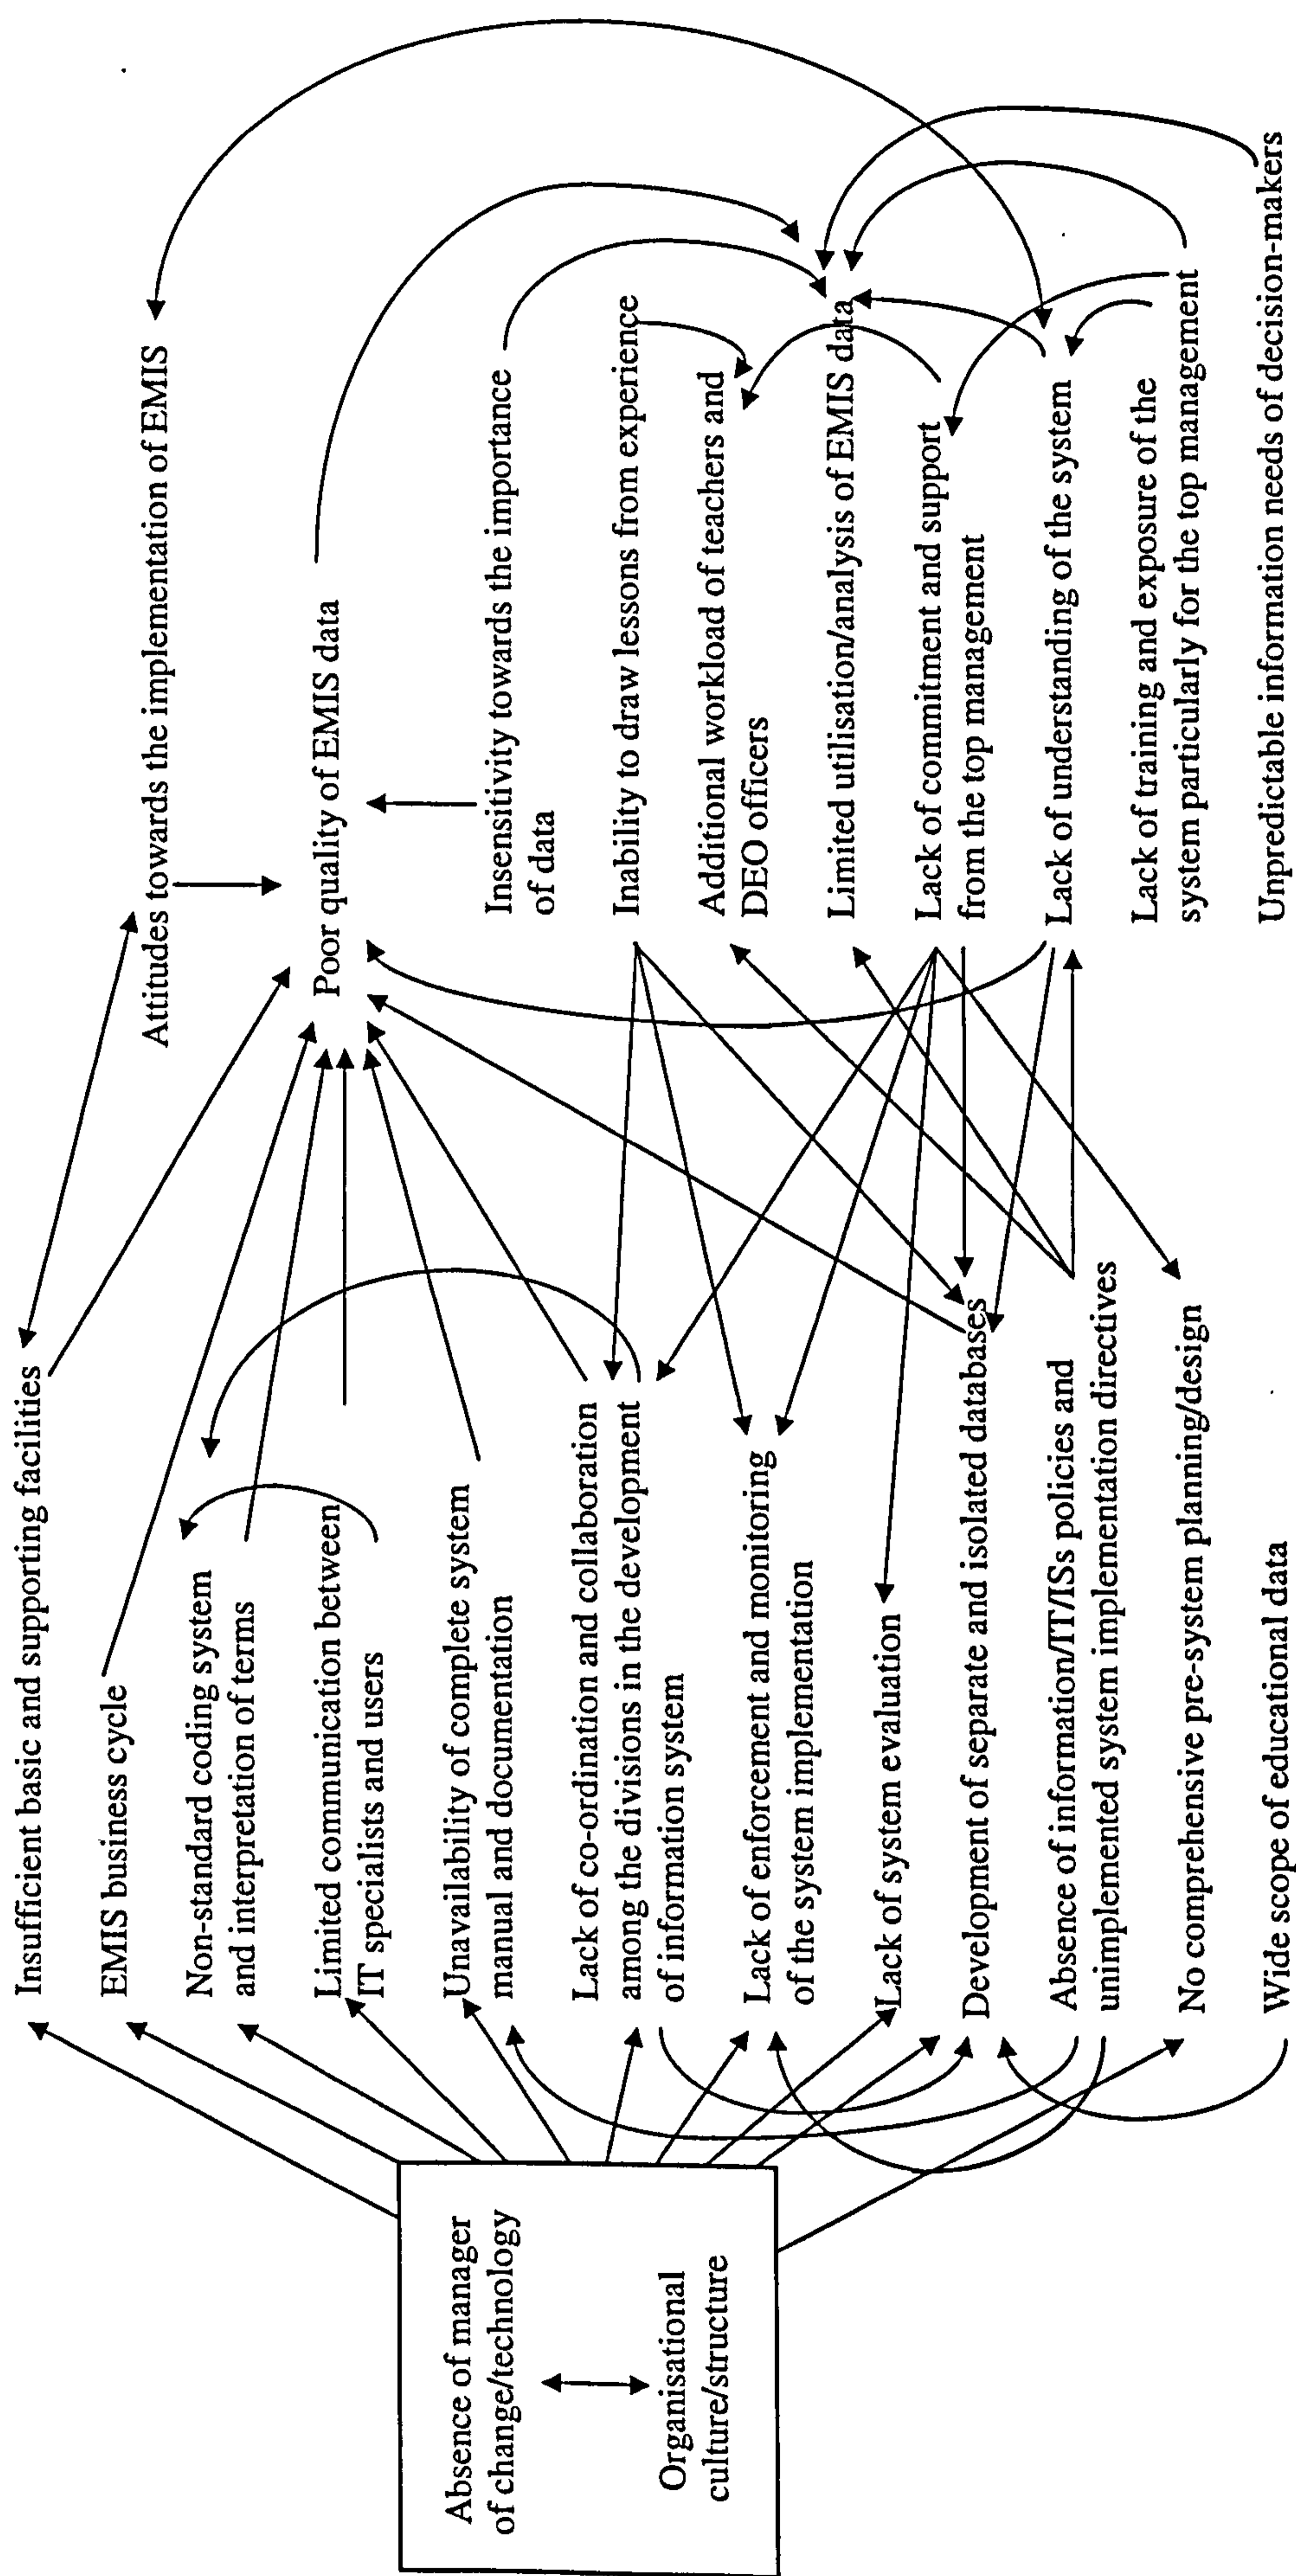 Absence of manager
of change/technology
Organisational
culture/structure
Insufficient basic and supporting facilities
EMIS business cycle
Non-standard coding system
and interpretation of terms
Limited communication between
IT specialists and users
Unavailability of complete system
manual and documentation
Lack of co-ordination and collaboration
among the divisions in the development
of information system
Lack of enforcement and monitoring
of the system implementation
Lack of system evaluation
Development of separate and isolated databases
Absence of information/IT/ISs policies and
unimplemented system implementation directives
No comprehensive pre-system planning/design
Wide scope of educational data
Attitudes towards the implementation of EMIS
Poor quality of EMIS data
Insensitivity towards the importance
of data
Inability to draw lessons from experience
Additional workload of teachers and
DEO officers
Limited utilisation/analysis of EMIS data
Lack of commitment and support
from the top management
Lack of understanding of the system
Lack of training and exposure of the
system particularly for the top management
Unpredictable information needs of decision-makers